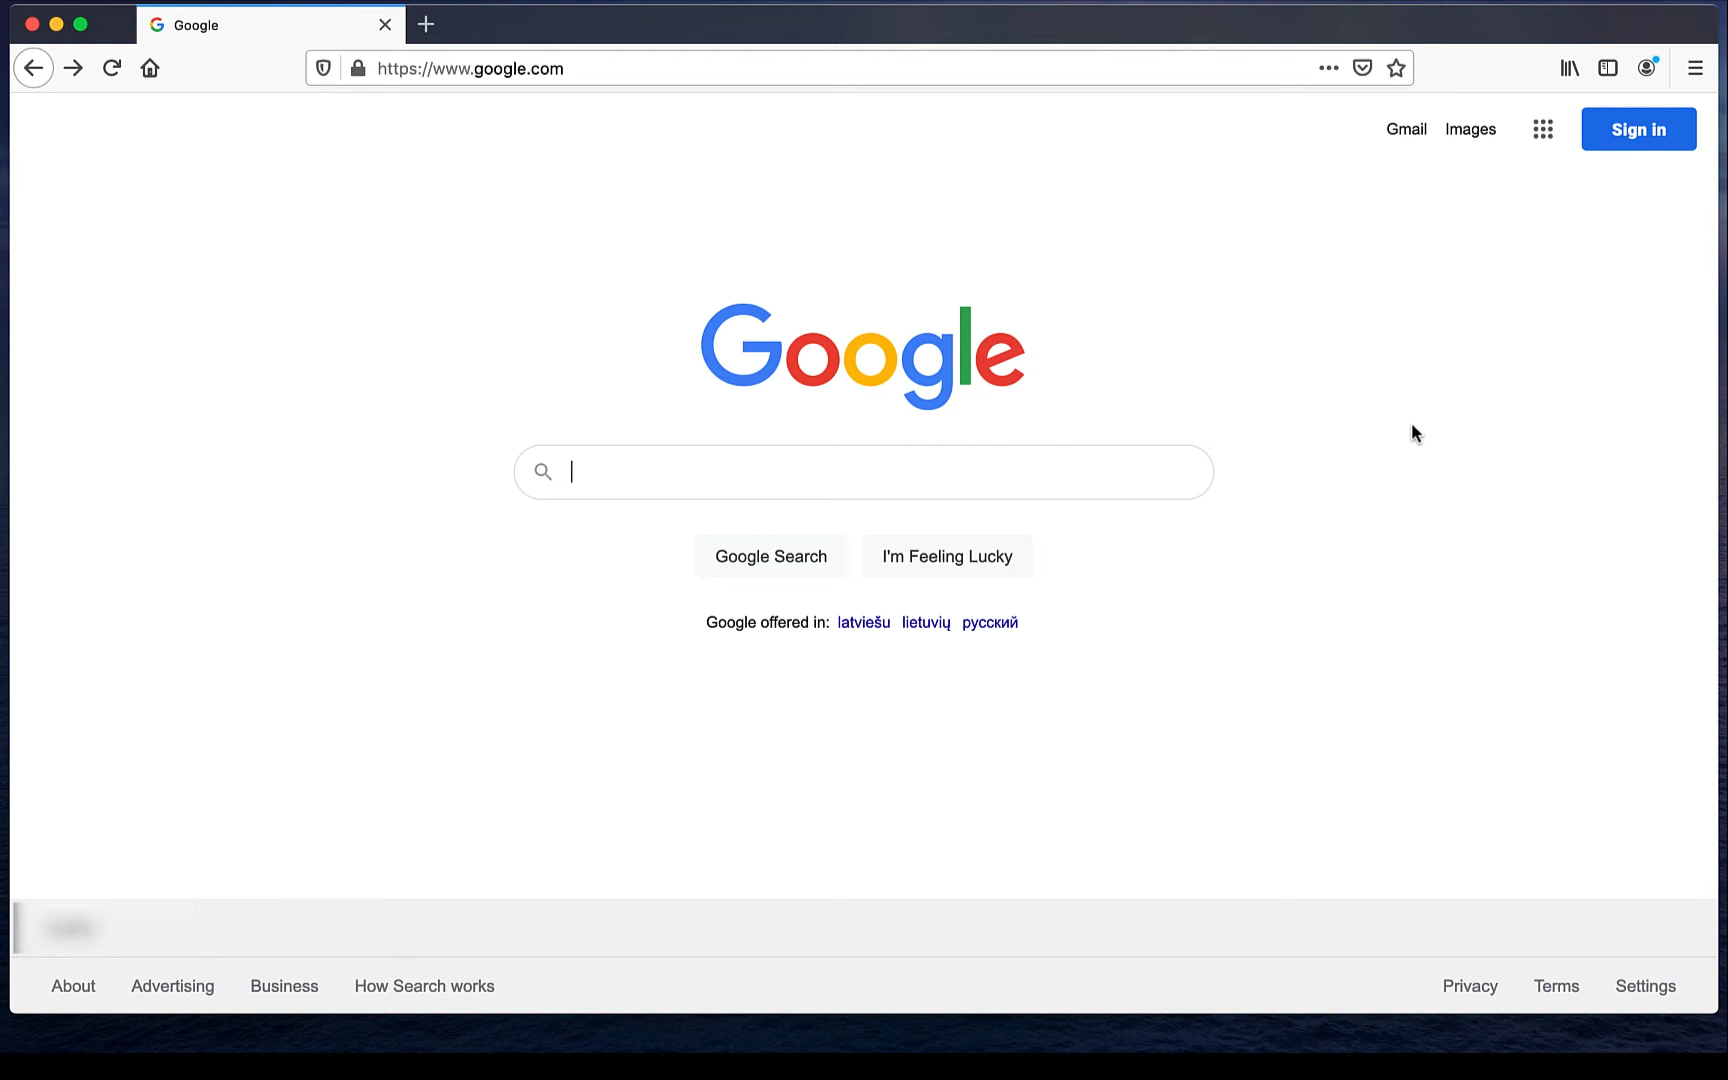 Google
https://www.google.com
Gmail Images Sign in
Google
Google Search I'm Feeling Lucky
Google offered in: latviešu lietuvių русский
About Advertising Business How Search works Privacy Terms Settings